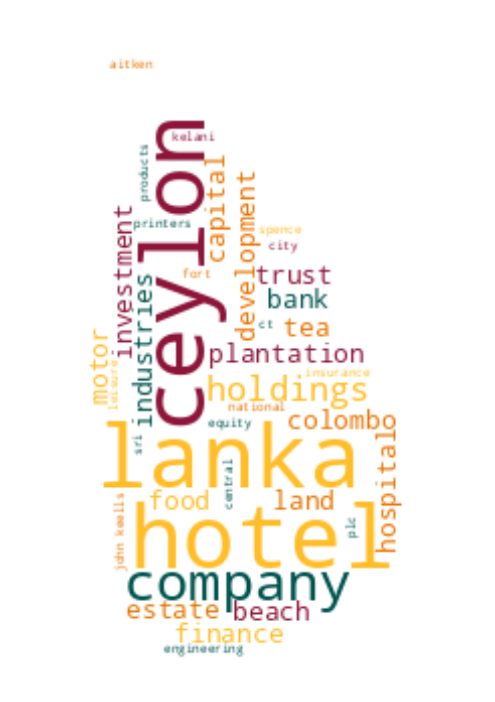 aitken
kelani
products
ceylon
capital
printers
development
investment
spence
city
fort
trust
industries
bank
ct
tea
motor
plantation
leisure
insurance
holdings
national
equity
colombo
sri
lanka
hospital
central
food
land
john keells
hotel
plc
company
estate
beach
finance
engineering